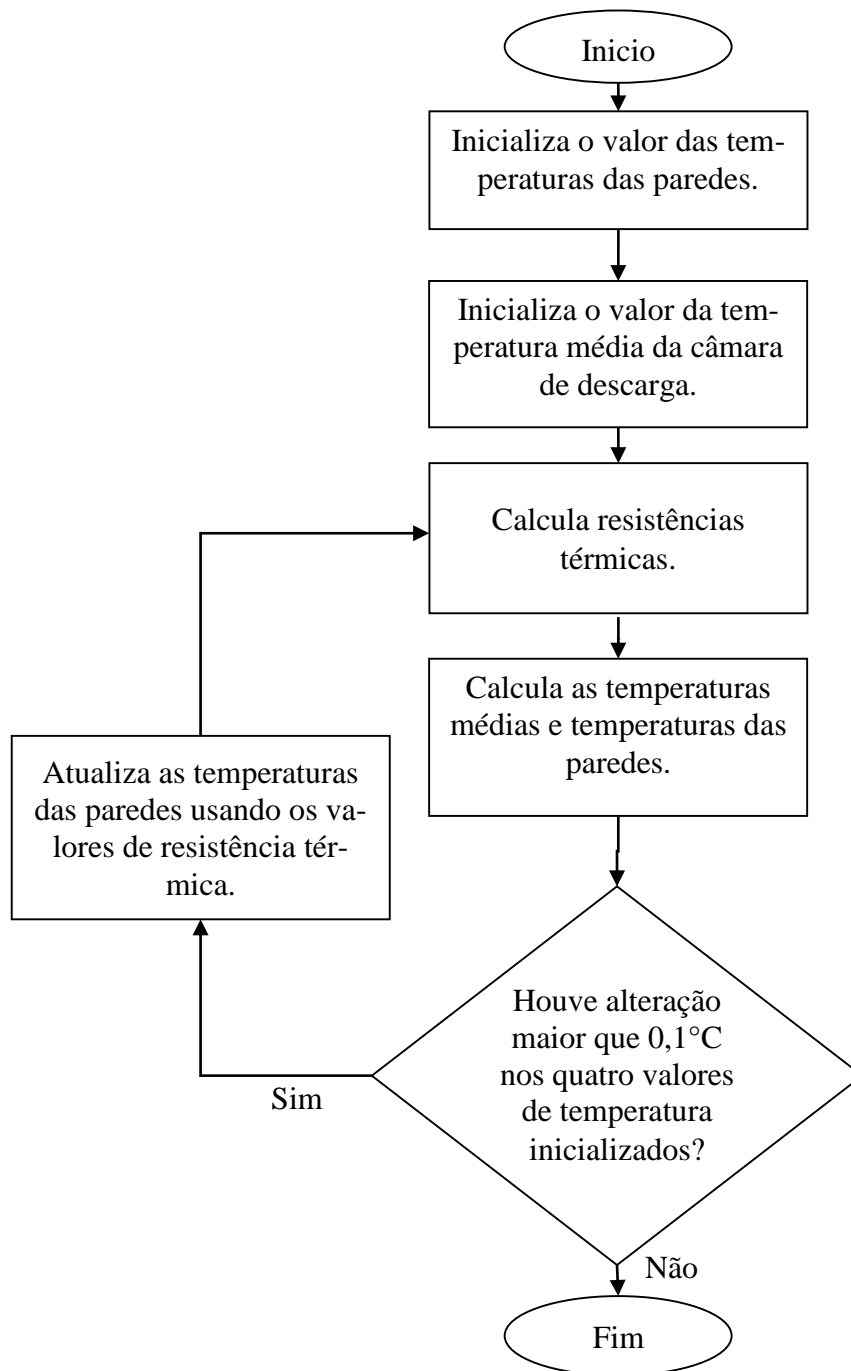 Inicio
Inicializa o valor das tem-
peraturas das paredes.
Inicializa o valor da tem-
peratura média da câmara
de descarga.
Calcula resistências
térmicas.
Calcula as temperaturas
médias e temperaturas das
paredes.
Atualiza as temperaturas
das paredes usando os va-
lores de resistência tér-
mica.
Houve alteração
maior que 0,1°C
nos quatro valores
de temperatura
inicializados?
Sim
Não
Fim